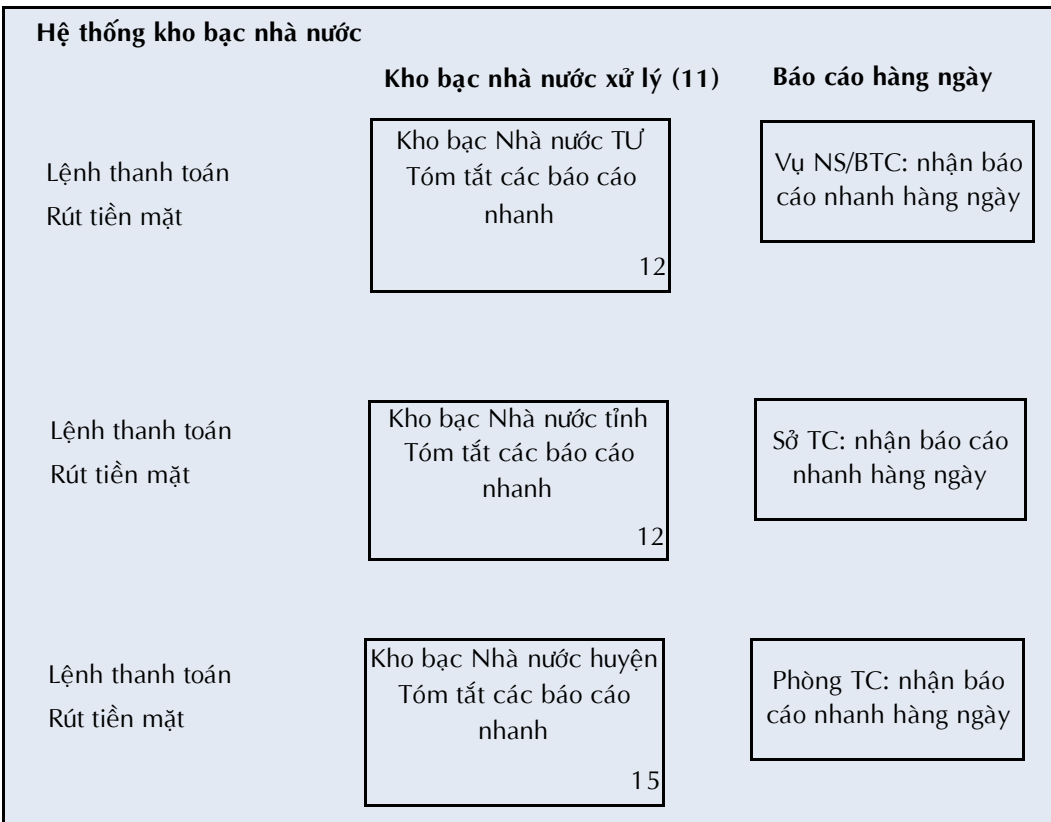 Hệ thống kho bạc nhà nước
Kho bạc nhà nước xử lý (11)
Báo cáo hàng ngày
Lệnh thanh toán
Rút tiền mặt
Kho bạc Nhà nước TƯ
Tóm tắt các báo cáo
nhanh
12
Vụ NS/BTC: nhận báo
cáo nhanh hàng ngày
Lệnh thanh toán
Rút tiền mặt
Kho bạc Nhà nước tỉnh
Tóm tắt các báo cáo
nhanh
12
Sở TC: nhận báo cáo
nhanh hàng ngày
Lệnh thanh toán
Rút tiền mặt
Kho bạc Nhà nước huyện
Tóm tắt các báo cáo
nhanh
15
Phòng TC: nhận báo
cáo nhanh hàng ngày